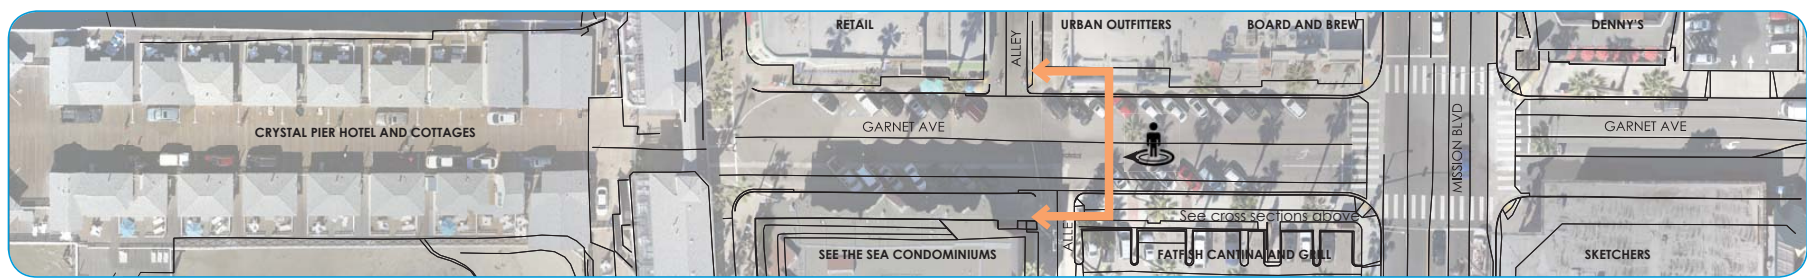 RETAIL
ALLEY
URBAN OUTFITTERS
BOARD AND BREW
DENNY'S
CRYSTAL PIER HOTEL AND COTTAGES
GARNET AVE
MISSION BLVD
GARNET AVE
See cross sections above
ALLE
SEE THE SEA CONDOMINIUMS
FATFISH CANTINA AND GRILL
SKETCHERS